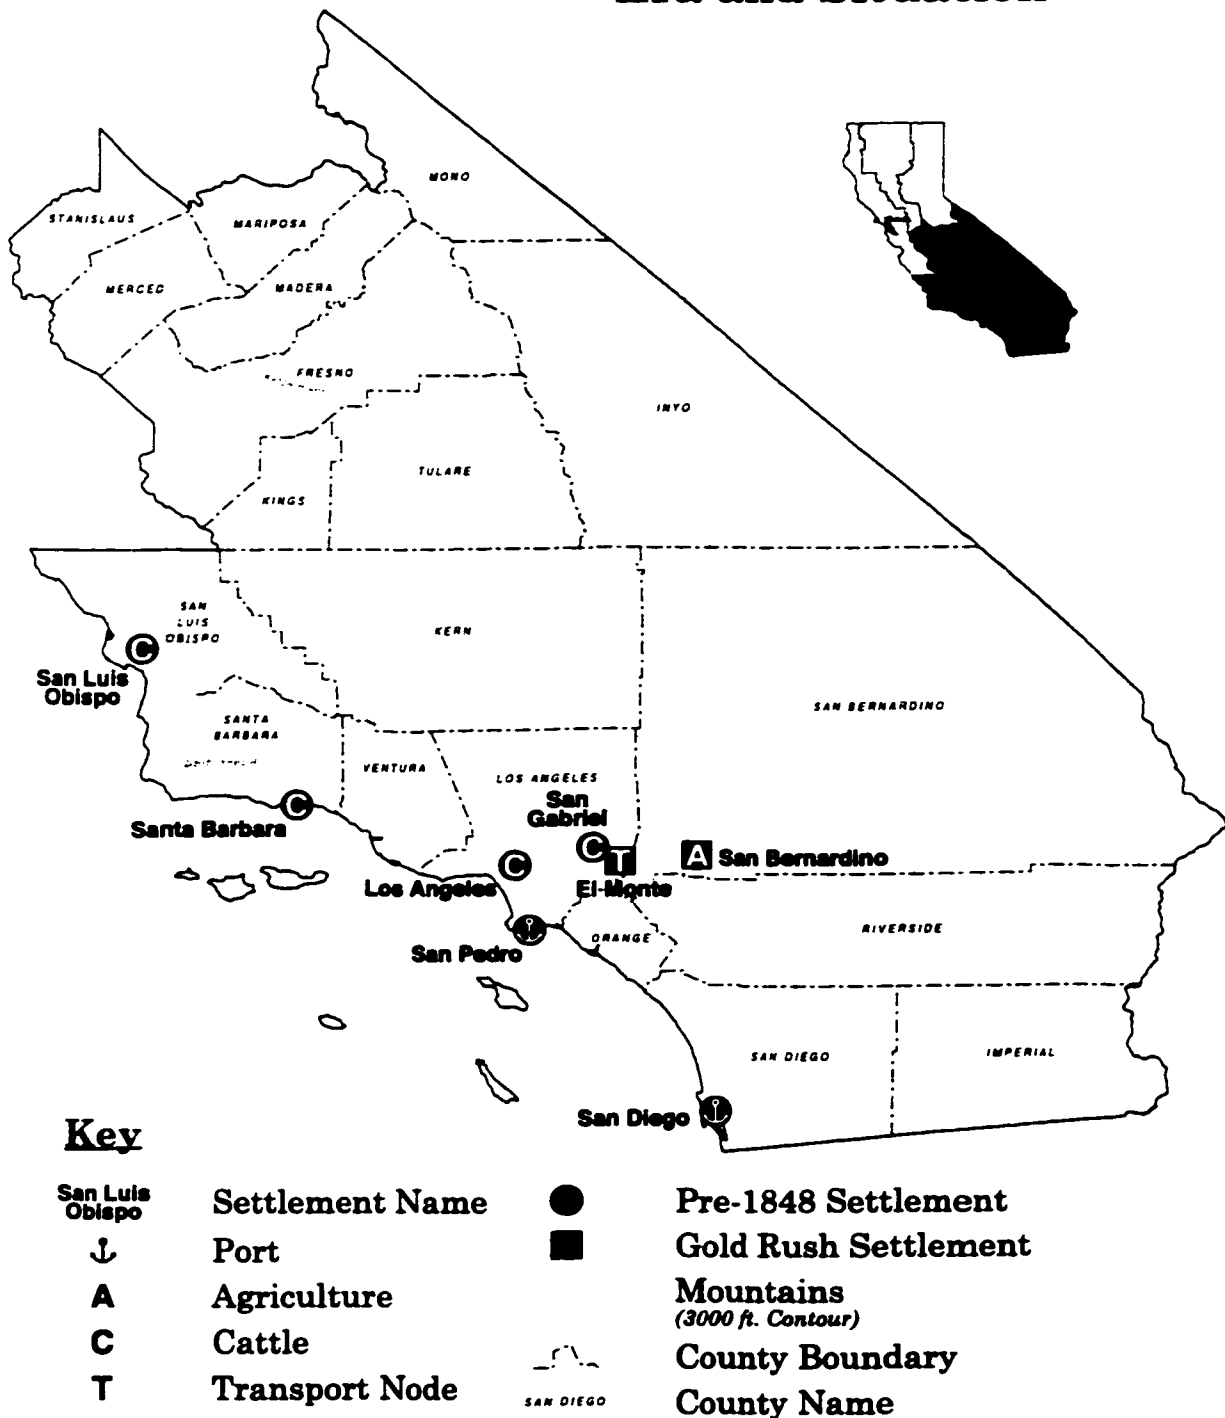 MONO
STANISLAUS
MARIPOSA
MERCED
MADERA
FRESNO
INYO
TULARE
KINGS
SAN
LUIS
OBISPO
KERN
San Luis
Obispo
C
SAN BERNARDINO
SANTA
BARBARA
VENTURA
LOS ANGELES
San
Gabriel
C
Santa Barbara
C
T
A
San Bernardino
C
Los Angeles
El-Monte
San Pedro
ORANGE
RIVERSIDE
SAN DIEGO
IMPERIAL
San Diego
Key
San Luis
Obispo
Settlement Name
Pre-1848 Settlement
Port
Gold Rush Settlement
A
Agriculture
Mountains
(3000 ft. Contour)
C
Cattle
County Boundary
T
Transport Node
SAN DIEGO
County Name